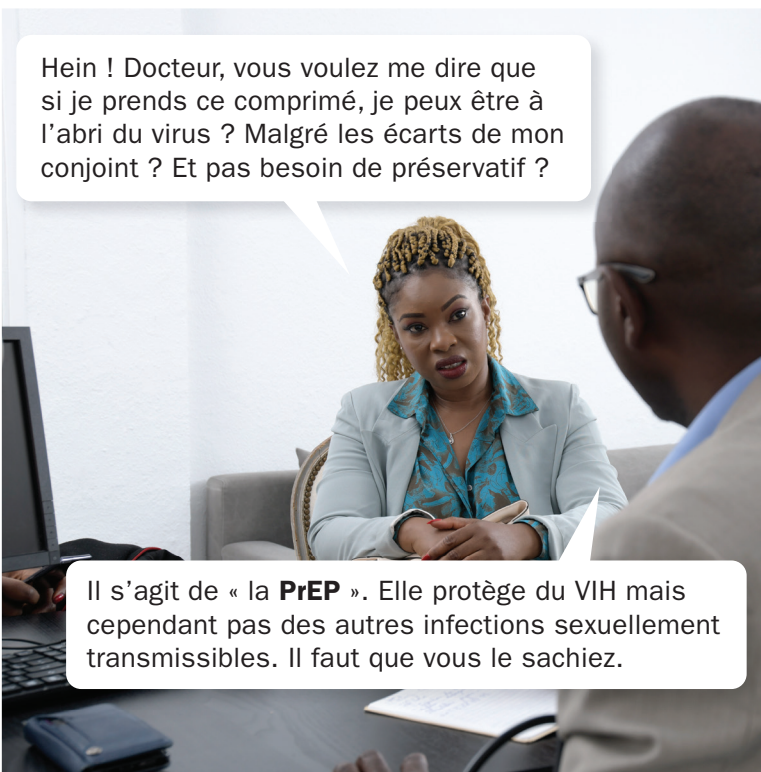 Hein ! Docteur, vous voulez me dire que
si je prends ce comprimé, je peux être à
l’abri du virus ? Malgré les écarts de mon
conjoint ? Et pas besoin de préservatif ?
Il s’agit de « la PrEP ». Elle protège du VIH mais
cependant pas des autres infections sexuellement
transmissibles. Il faut que vous le sachiez.